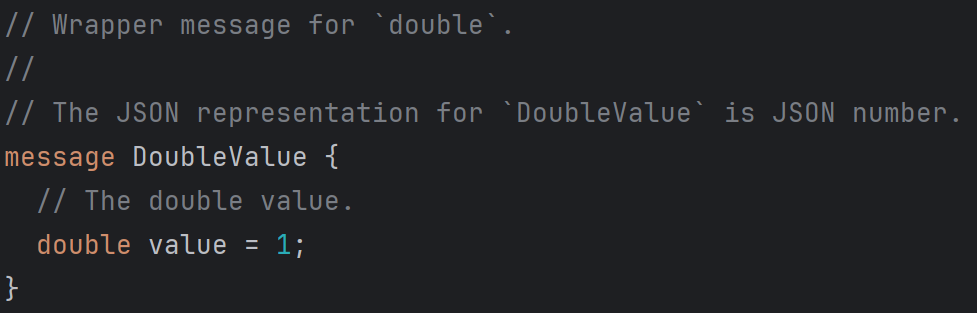 // Wrapper message for `double`.
//
// The JSON representation for `DoubleValue` is JSON number.
message DoubleValue {
  // The double value.
  double value = 1;
}